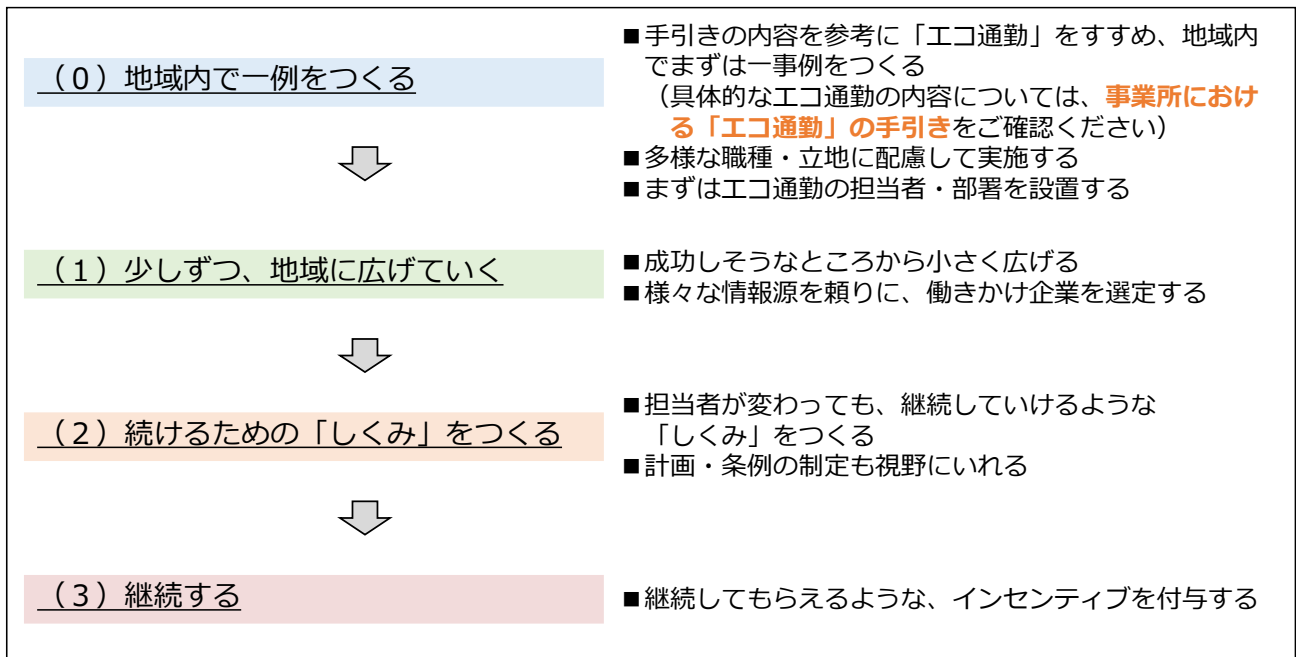 （０）地域内で一例をつくる
■手引きの内容を参考に「エコ通勤」をすすめ、地域内
でまずは一事例をつくる
（具体的なエコ通勤の内容については、事業所におけ
る「エコ通勤」の手引きをご確認ください）
■多様な職種・立地に配慮して実施する
■まずはエコ通勤の担当者・部署を設置する
（１）少しずつ、地域に広げていく
■成功しそうなところから小さく広げる
■様々な情報源を頼りに、働きかけ企業を選定する
（２）続けるための「しくみ」をつくる
■担当者が変わっても、継続していけるような
「しくみ」をつくる
■計画・条例の制定も視野にいれる
（３）継続する
■継続してもらえるような、インセンティブを付与する